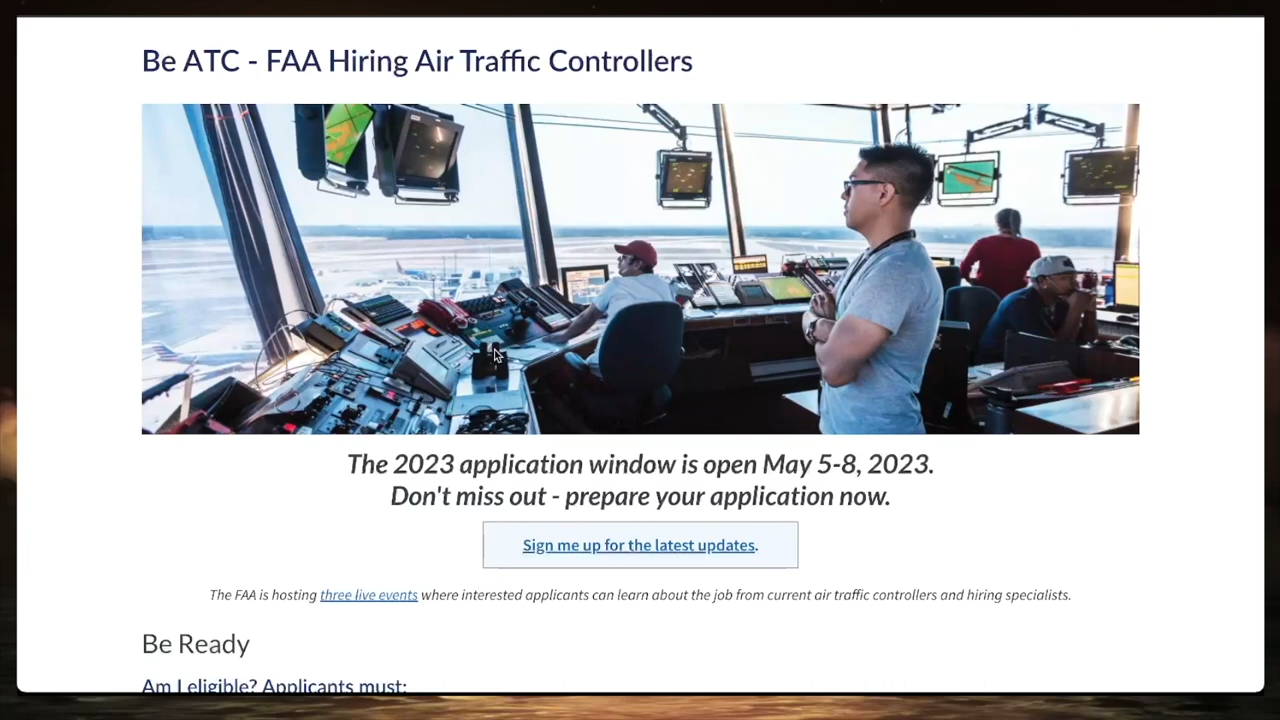 Be ATC - FAA Hiring Air Traffic Controllers
The 2023 application window is open May 5-8, 2023.
Don't miss out - prepare your application now.
Sign me up for the latest updates.
The FAA is hosting three live events where interested applicants can learn about the job from current air traffic controllers and hiring specialists.
Be Ready
Am I eligible? Applicants must: